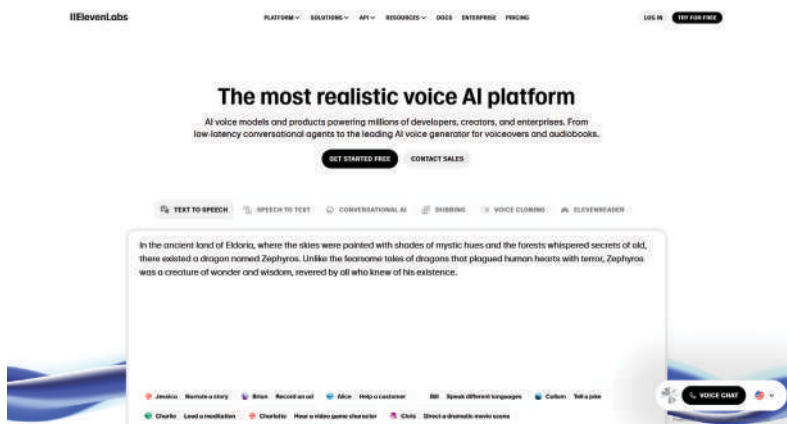 IIElevenLabs
PLATFORM SOLUTIONS API RESOURCES DOCS ENTERPRISE PRICING
LOG IN TRY FOR FREE
The most realistic voice AI platform
AI voice models and products powering millions of developers, creators, and enterprises. From
low-latency conversational agents to the leading AI voice generator for voiceovers and audiobooks.
GET STARTED FREE CONTACT SALES
TEXT TO SPEECH SPEECH TO TEXT CONVERSATIONAL AI DUBBING VOICE CLONING ELEVENREADER
In the ancient land of Eldoria, where the skies were painted with shades of mystic hues and the forests whispered secrets of old,
there existed a dragon named Zephyros. Unlike the fearsome tales of dragons that plagued human hearts with terror, Zephyros
was a creature of wonder and wisdom, revered by all who knew of his existence.
Jessica Narrate a story Brian Record an ad Alice Help a customer Bill Speak different languages Callum Tell a joke
VOICE CHAT
Charlie Lead a meditation Charlotte Hear a video game character Chris Direct a dramatic movie scene